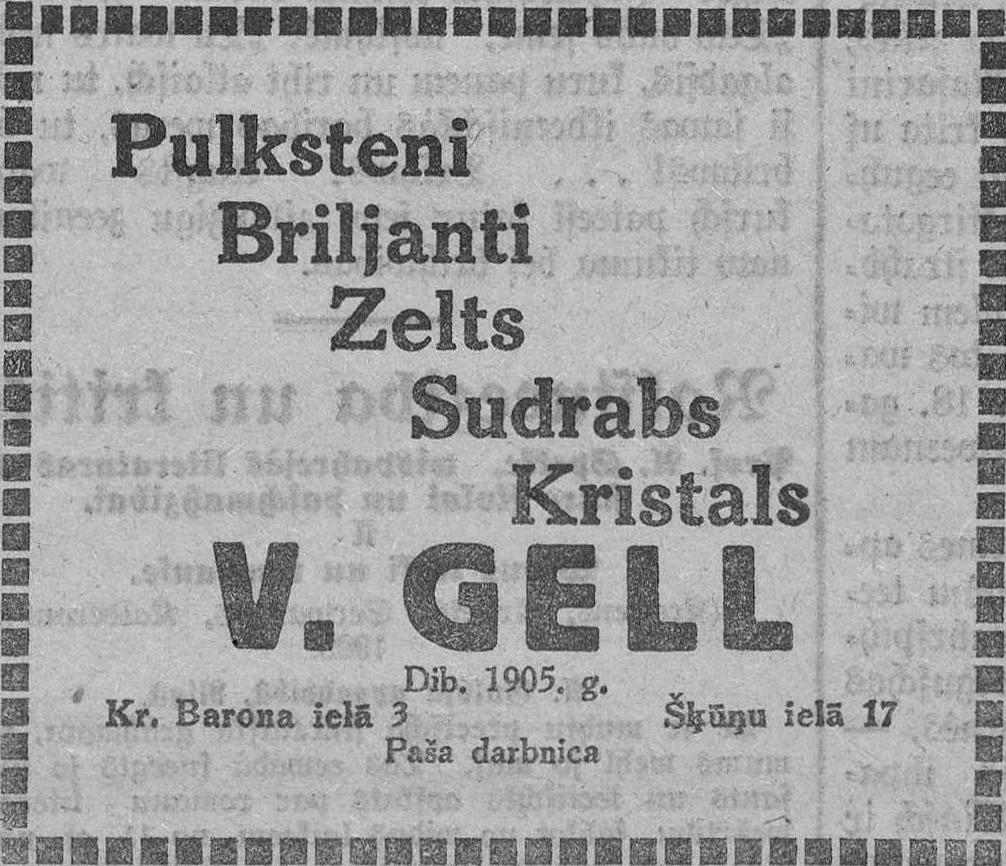 Pulksteni
Briljanti
Zelts
Sudrabs
Kristals
V. GELL
Dib. 1905. g.
Kr. Barona ielā 3 Šķūņu ielā 17
Paša darbnica